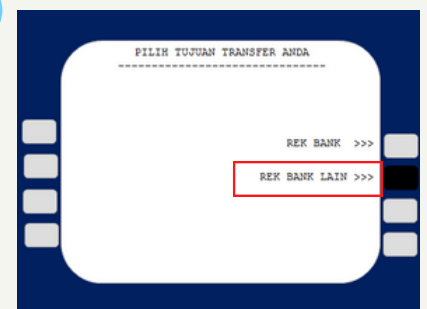 PILIH TUJUAN TRANSFER ANDA
--------------------------------
REK BANK >>>
REK BANK LAIN >>>